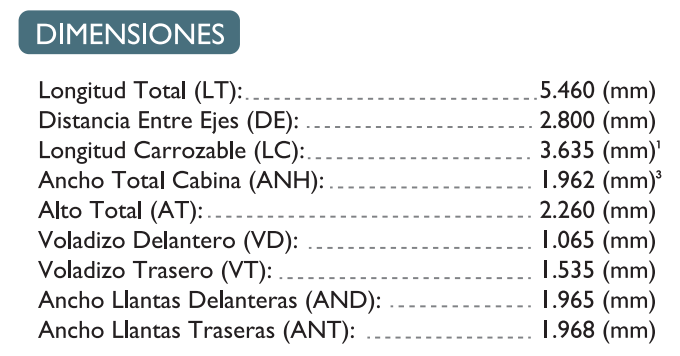 DIMENSIONES
Longitud Total (LT): 5.460 (mm)
Distancia Entre Ejes (DE): 2.800 (mm)
Longitud Carrozable (LC): 3.635 (mm)¹
Ancho Total Cabina (ANH): 1.962 (mm)³
Alto Total (AT): 2.260 (mm)
Voladizo Delantero (VD): 1.065 (mm)
Voladizo Trasero (VT): 1.535 (mm)
Ancho Llantas Delanteras (AND): 1.965 (mm)
Ancho Llantas Traseras (ANT): 1.968 (mm)